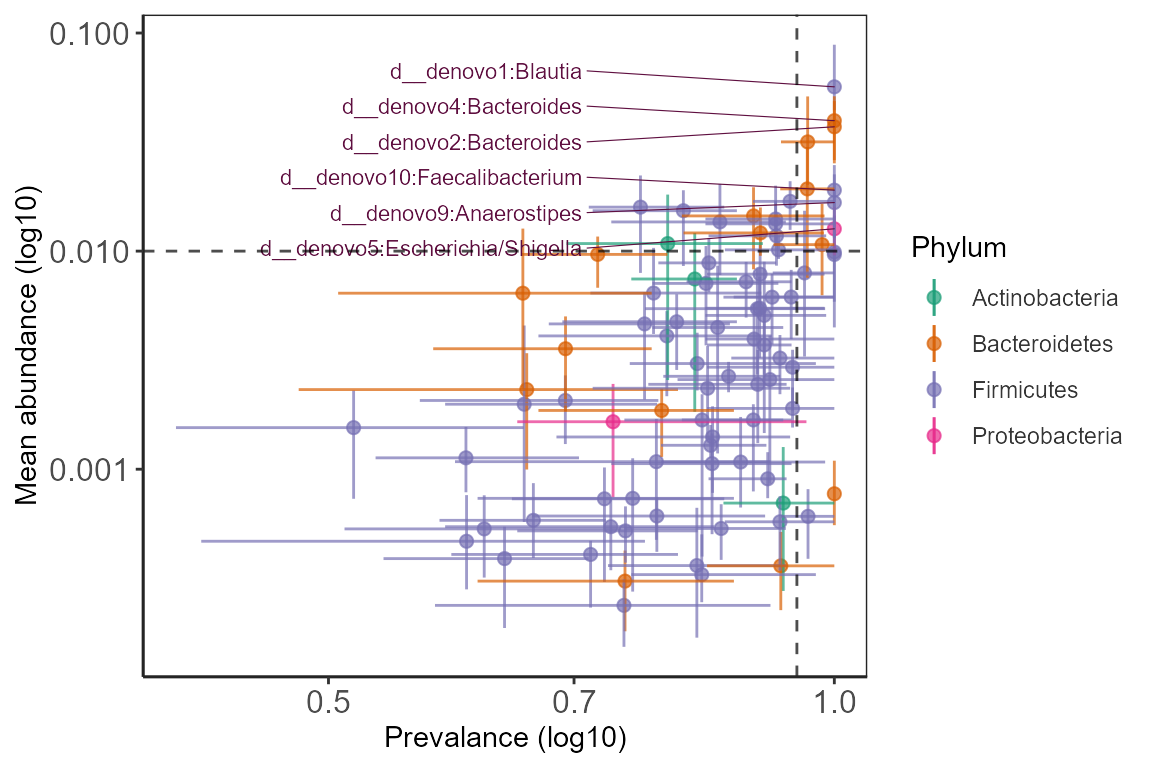 0.100
0.010
0.001
Mean abundance (log10)
d__denovo1:Blautia
d__denovo4:Bacteroides
d__denovo2:Bacteroides
d__denovo10:Faecalibacterium
d__denovo9:Anaerostipes
d__denovo5:Escherichia/Shigella
0.5
0.7
1.0
Prevalance (log10)
Phylum
Actinobacteria
Bacteroidetes
Firmicutes
Proteobacteria